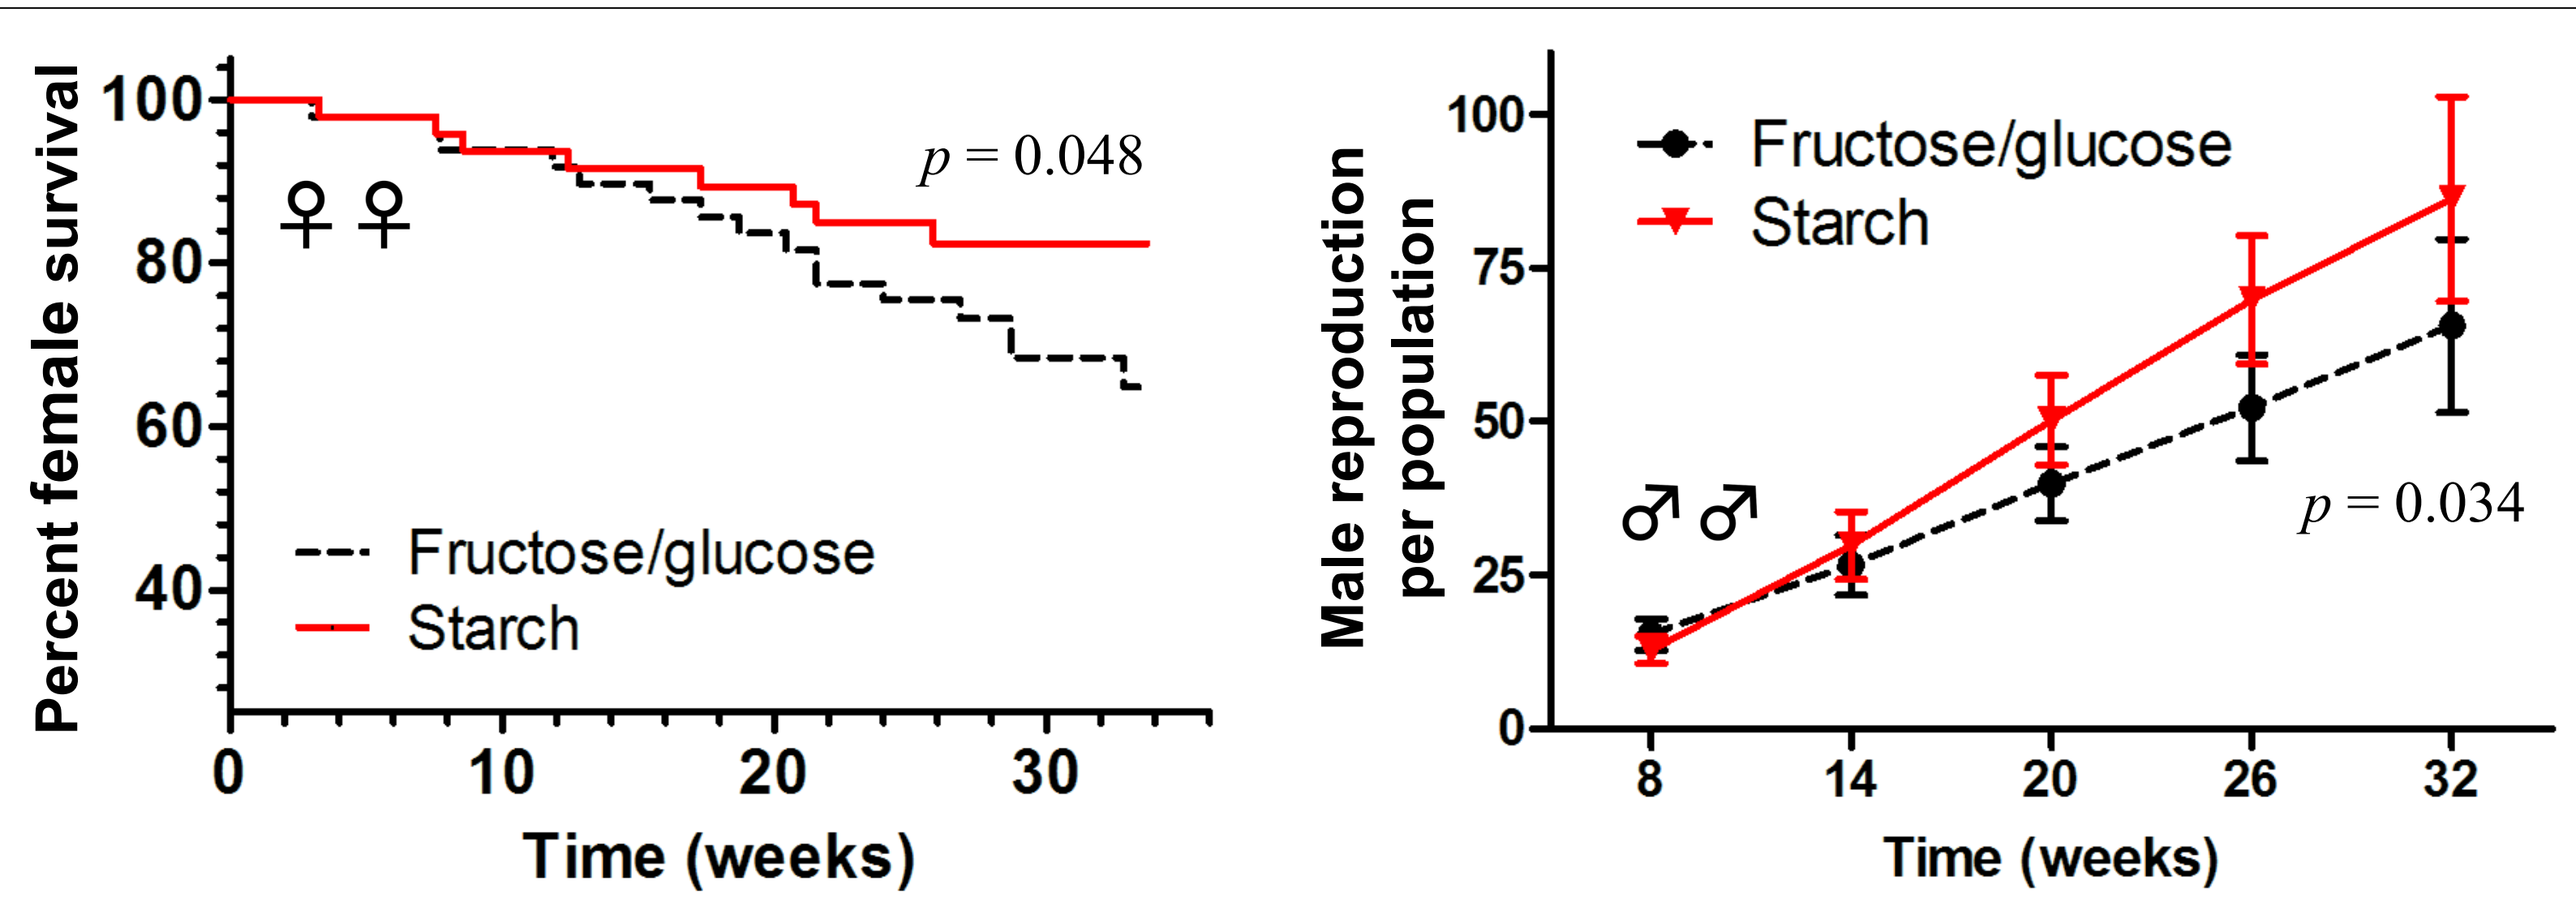 Percent female survival
100
80
60
40
p = 0.048
♀ ♀
Fructose/glucose
Starch
0 10 20 30
Time (weeks)
Male reproduction
per population
100
75
50
25
0
Fructose/glucose
Starch
♂ ♂
p = 0.034
8 14 20 26 32
Time (weeks)